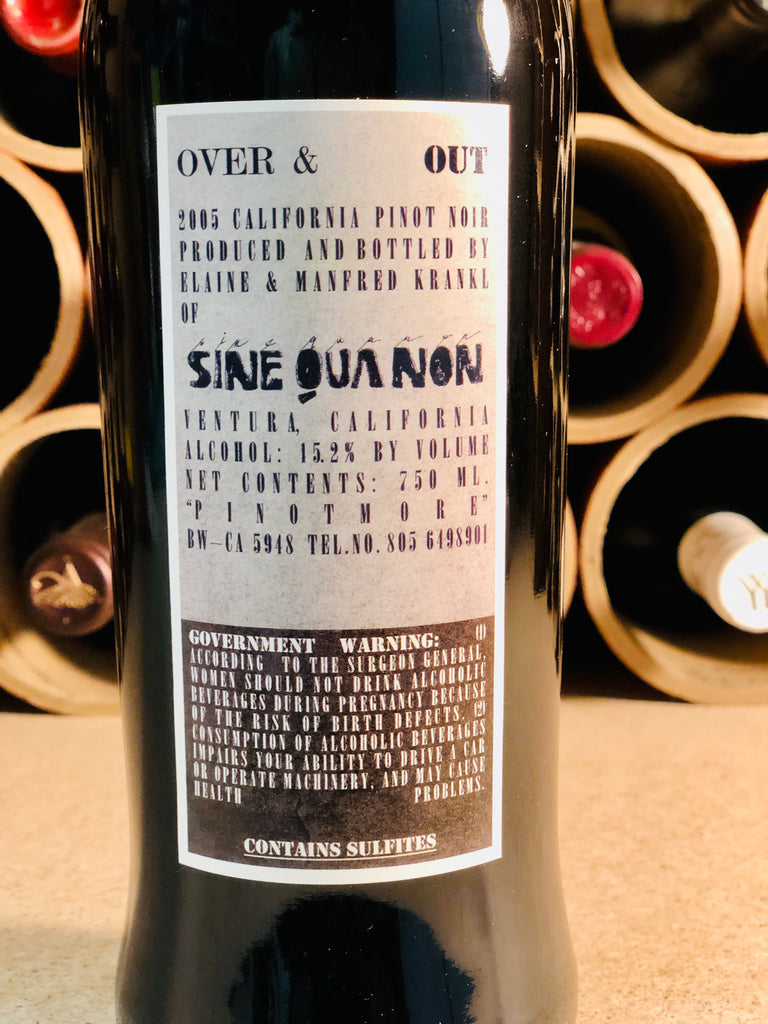 OVER & OUT
2005 CALIFORNIA PINOT NOIR
PRODUCED AND BOTTLED BY
ELAINE & MANFRED KRANKL
OF
sine qua non
SINE QUA NON
VENTURA, CALIFORNIA
ALCOHOL: 15.2% BY VOLUME
NET CONTENTS: 750 ML.
"PINOTMORE"
BW-CA 5948 TEL.NO. 805 6498901
GOVERNMENT WARNING: (1)
ACCORDING TO THE SURGEON GENERAL,
WOMEN SHOULD NOT DRINK ALCOHOLIC
BEVERAGES DURING PREGNANCY BECAUSE
OF THE RISK OF BIRTH DEFECTS. (2)
CONSUMPTION OF ALCOHOLIC BEVERAGES
IMPAIRS YOUR ABILITY TO DRIVE A CAR
OR OPERATE MACHINERY, AND MAY CAUSE
HEALTH PROBLEMS.
CONTAINS SULFITES